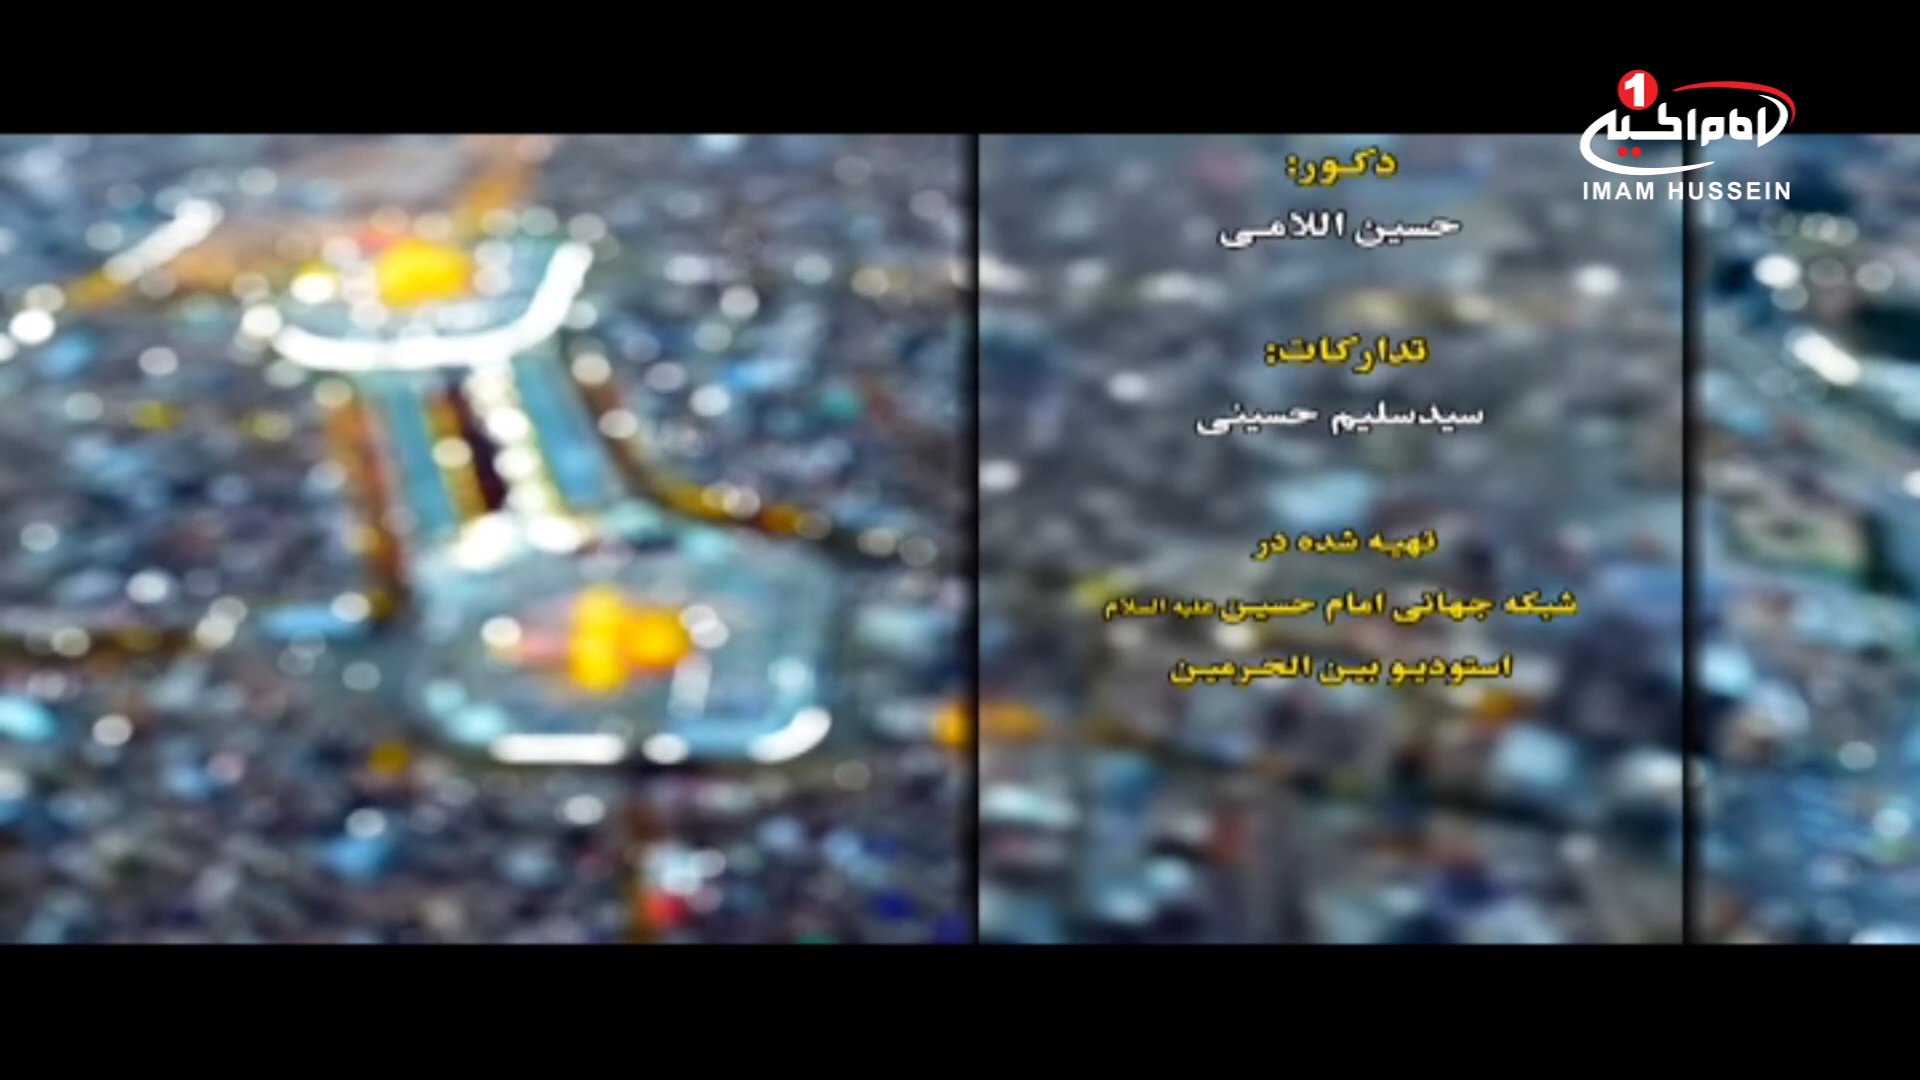 1
امام حسین
IMAM HUSSEIN
دکور:
حسین اللامی
تدارکات:
سیدسلیم حسینی
تهیه شده در
شبکه جهانی امام حسین علیه السلام
استودیو بین الحرمین